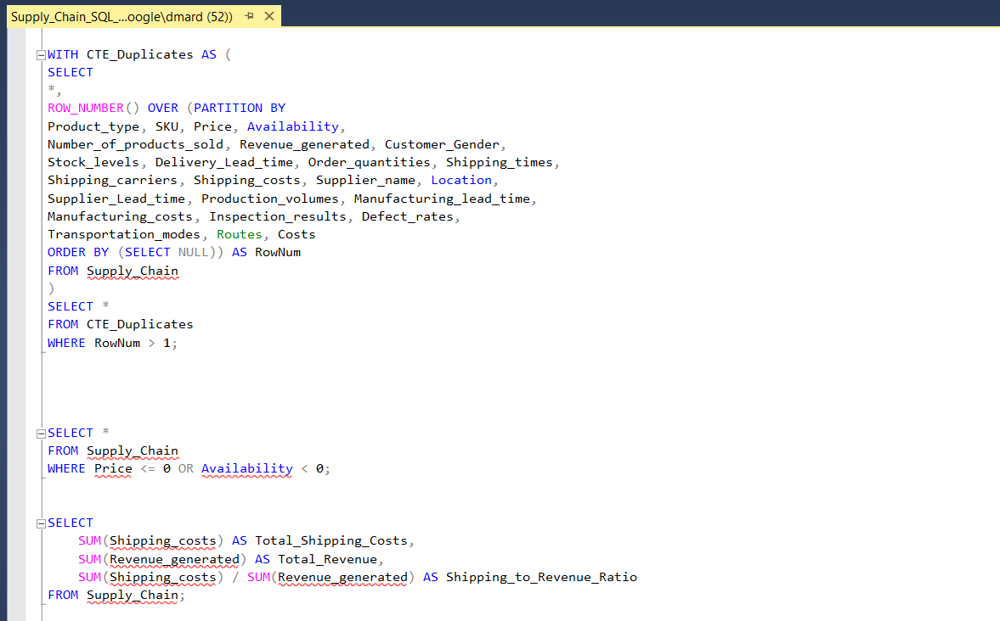 Supply_Chain_SQL_...oogle\dmard (52))
WITH CTE_Duplicates AS (
SELECT
*,
ROW_NUMBER() OVER (PARTITION BY
Product_type, SKU, Price, Availability,
Number_of_products_sold, Revenue_generated, Customer_Gender,
Stock_levels, Delivery_Lead_time, Order_quantities, Shipping_times,
Shipping_carriers, Shipping_costs, Supplier_name, Location,
Supplier_Lead_time, Production_volumes, Manufacturing_lead_time,
Manufacturing_costs, Inspection_results, Defect_rates,
Transportation_modes, Routes, Costs
ORDER BY (SELECT NULL)) AS RowNum
FROM Supply_Chain
)
SELECT *
FROM CTE_Duplicates
WHERE RowNum > 1;
SELECT *
FROM Supply_Chain
WHERE Price <= 0 OR Availability < 0;
SELECT
    SUM(Shipping_costs) AS Total_Shipping_Costs,
    SUM(Revenue_generated) AS Total_Revenue,
    SUM(Shipping_costs) / SUM(Revenue_generated) AS Shipping_to_Revenue_Ratio
FROM Supply_Chain;